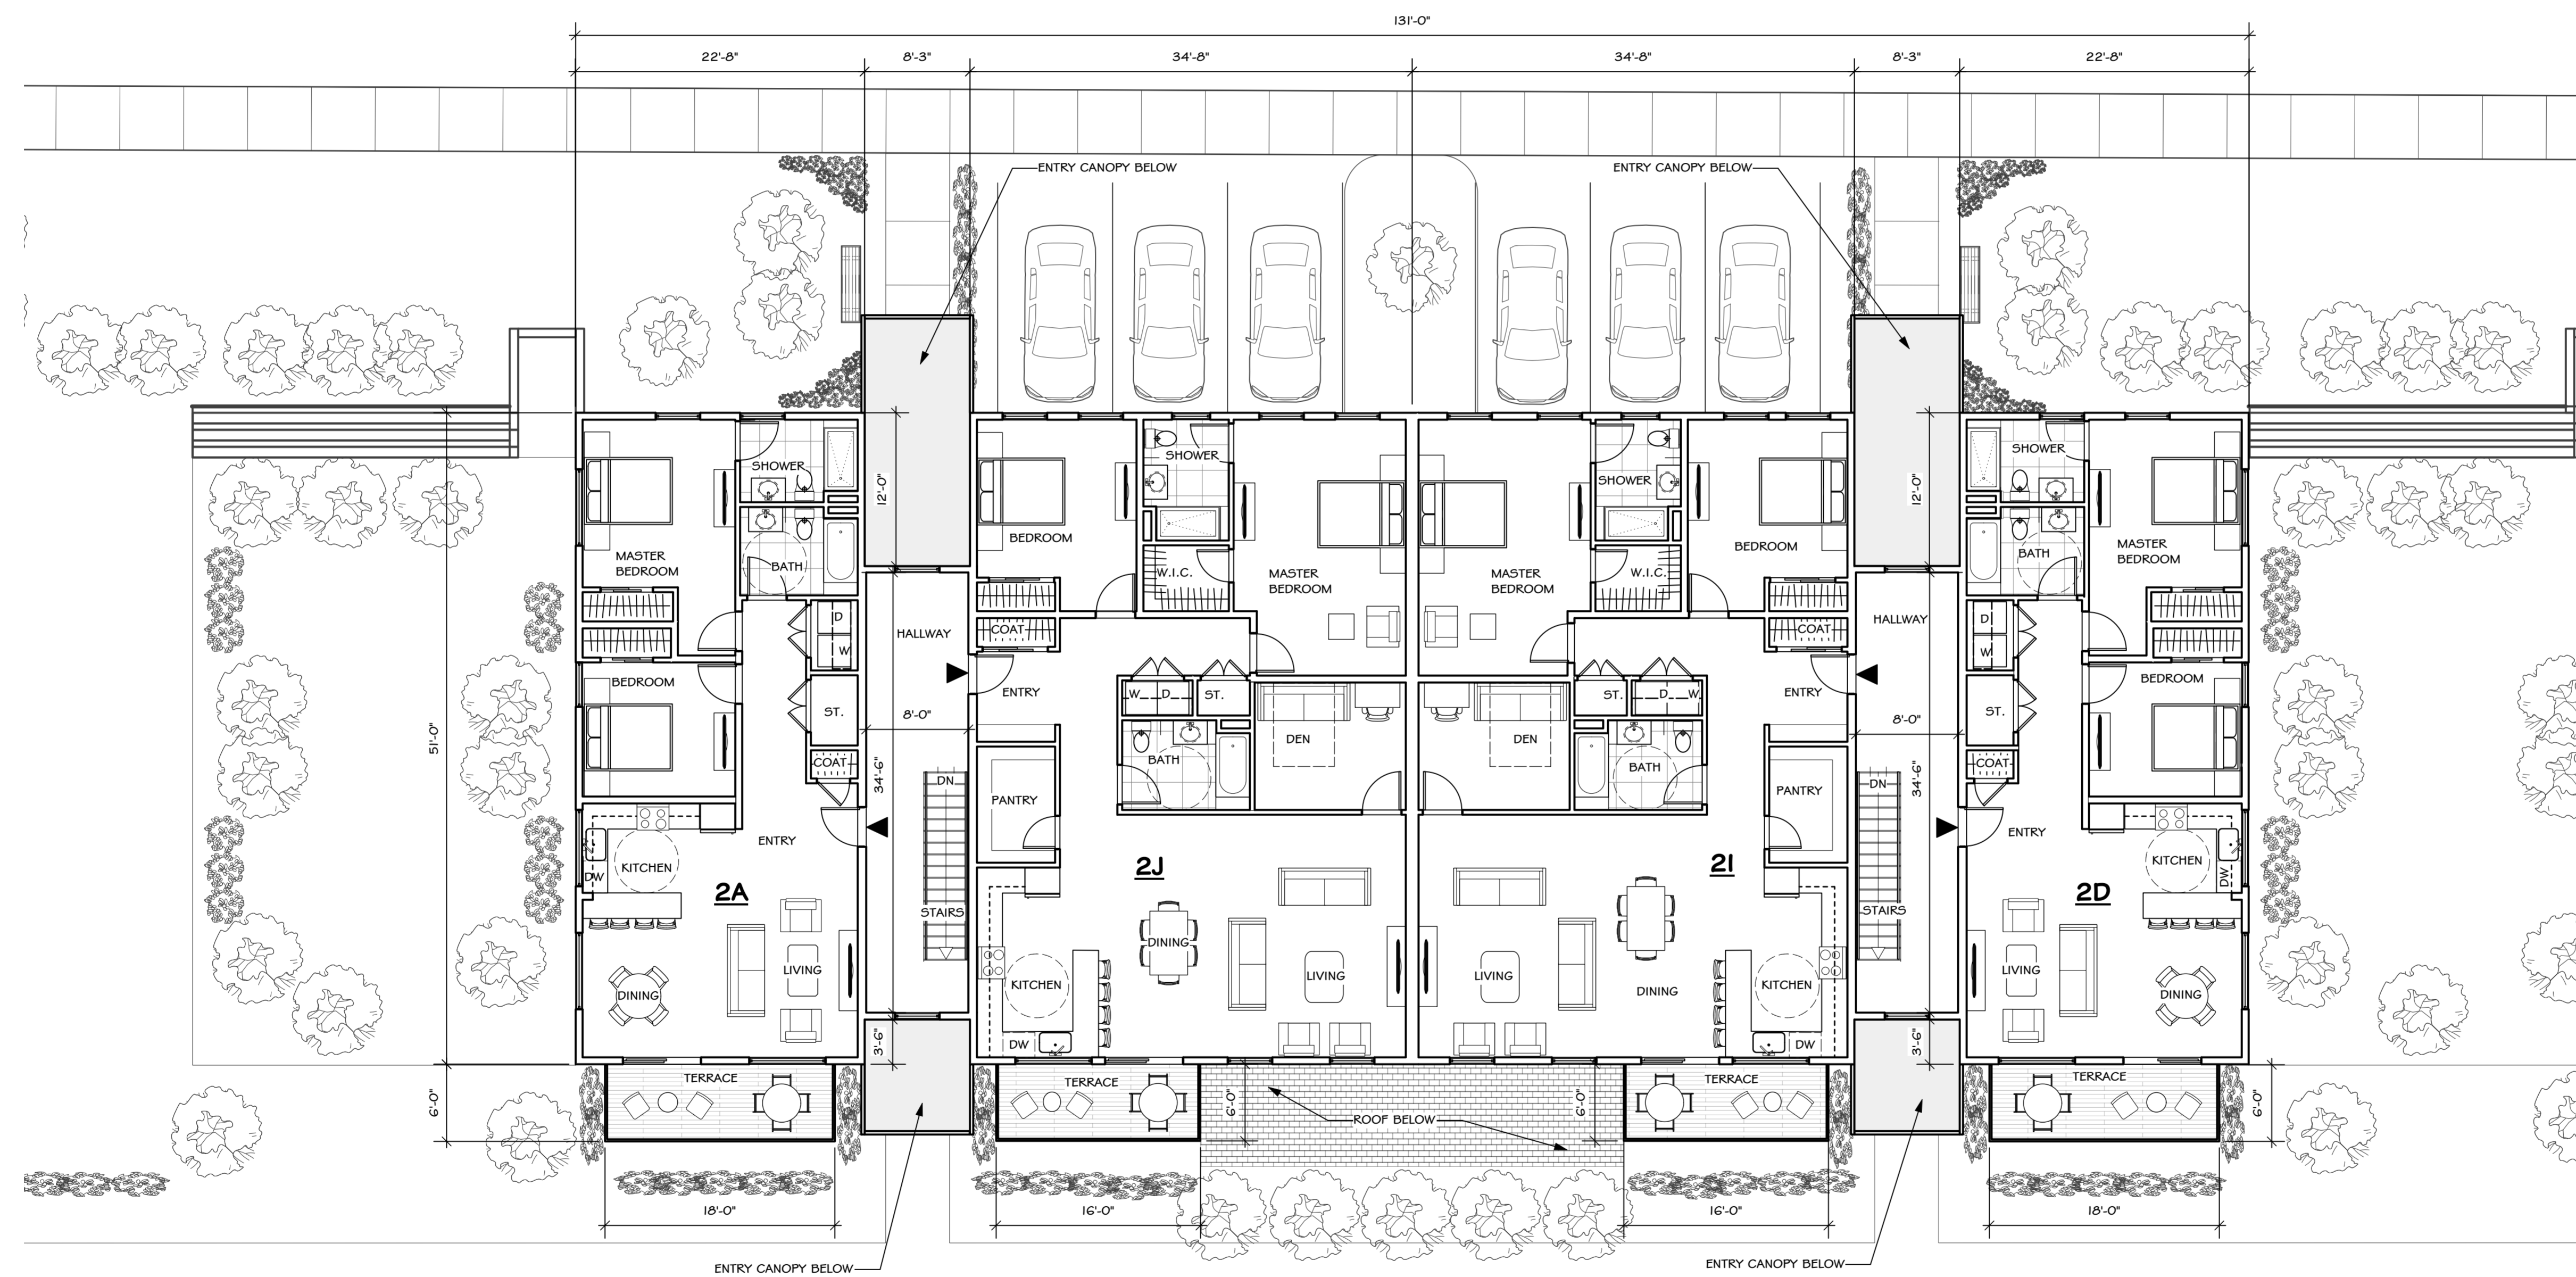 131'-0"
22'-8"
8'-3"
34'-8"
34'-8"
8'-3"
22'-8"
ENTRY CANOPY BELOW
ENTRY CANOPY BELOW
SHOWER
MASTER
BEDROOM
BATH
D
W
BEDROOM
ST.
COAT
KITCHEN
DW
2A
ENTRY
DINING
LIVING
TERRACE
12'-0"
HALLWAY
8'-0"
34'-6"
DN
STAIRS
3'-6"
51'-0"
6'-0"
BEDROOM
SHOWER
W.I.C.
MASTER
BEDROOM
COAT
ENTRY
W
D
ST.
DEN
BATH
PANTRY
2J
DINING
KITCHEN
LIVING
DW
TERRACE
6'-0"
ROOF BELOW
MASTER
BEDROOM
SHOWER
W.I.C.
BEDROOM
COAT
ENTRY
ST.
D
W
DEN
BATH
PANTRY
2I
LIVING
DINING
KITCHEN
DW
TERRACE
6'-0"
12'-0"
HALLWAY
8'-0"
34'-6"
DN
STAIRS
3'-6"
SHOWER
BATH
MASTER
BEDROOM
D
W
BEDROOM
ST.
COAT
ENTRY
KITCHEN
DW
2D
LIVING
DINING
TERRACE
6'-0"
18'-0"
16'-0"
16'-0"
18'-0"
ENTRY CANOPY BELOW
ENTRY CANOPY BELOW